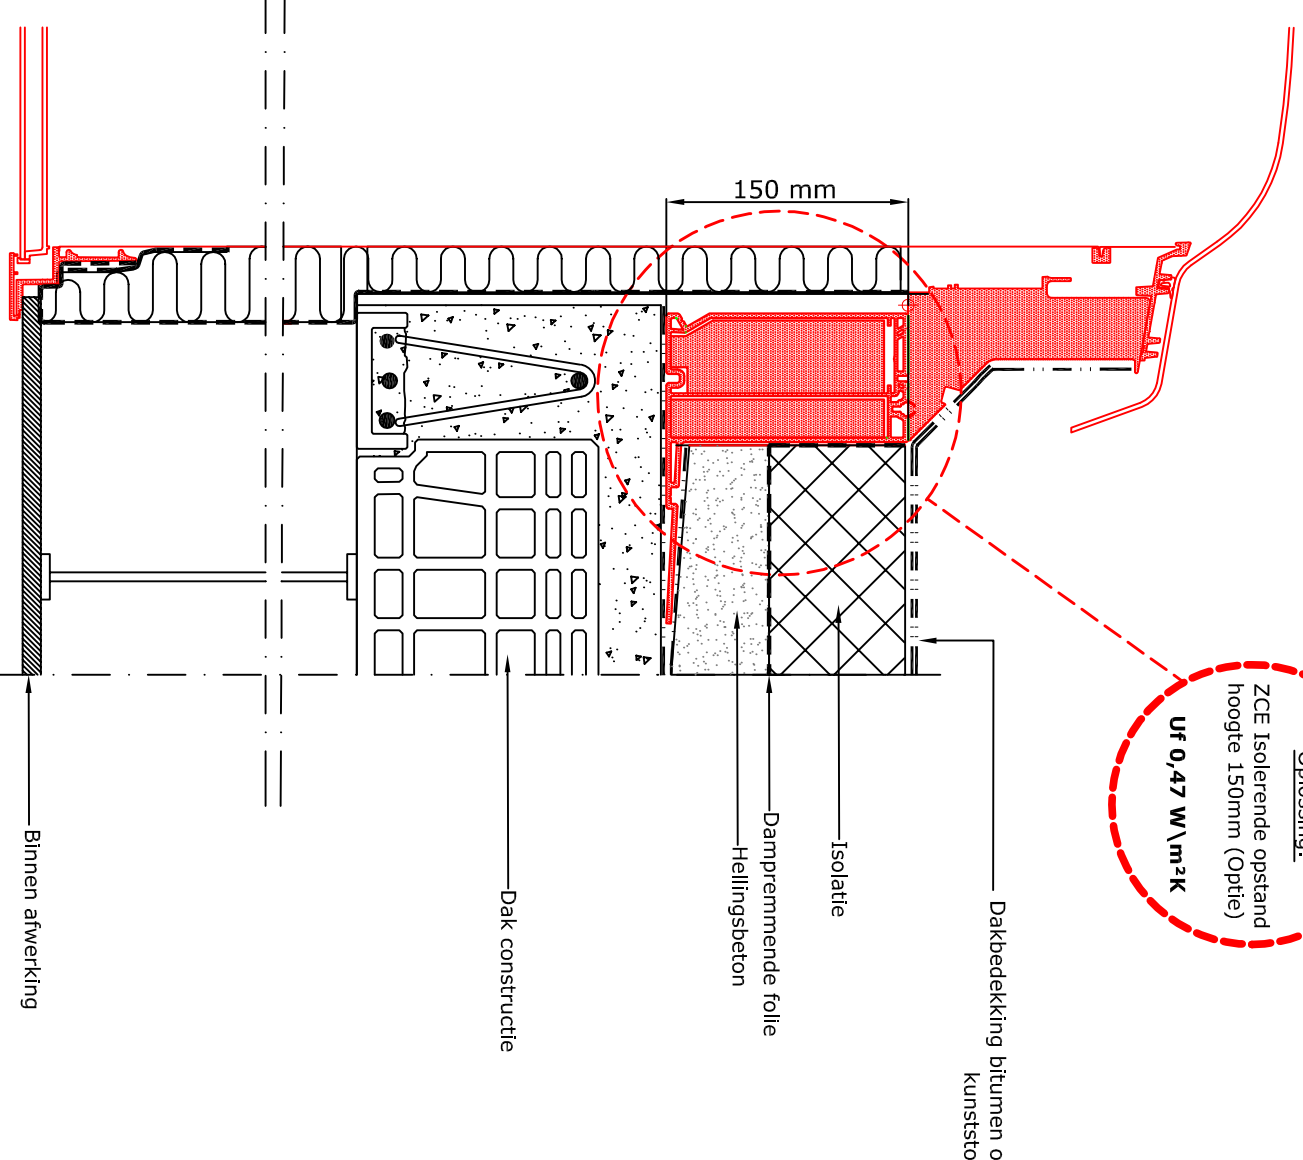 150 mm
ZCE Isolerende opstand
hoogte 150mm (Optie)
Uf 0,47 W\m²K
Dakbedekking bitumen o
kunststo
Isolatie
Dampremmende folie
Hellingsbeton
Dak constructie
Binnen afwerking